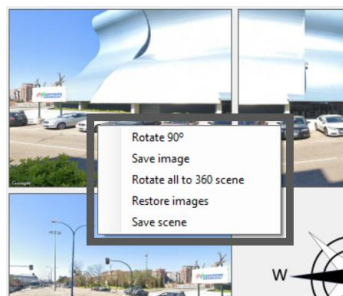 Rotate 90º
Save image
Rotate all to 360 scene
Restore images
Save scene
W